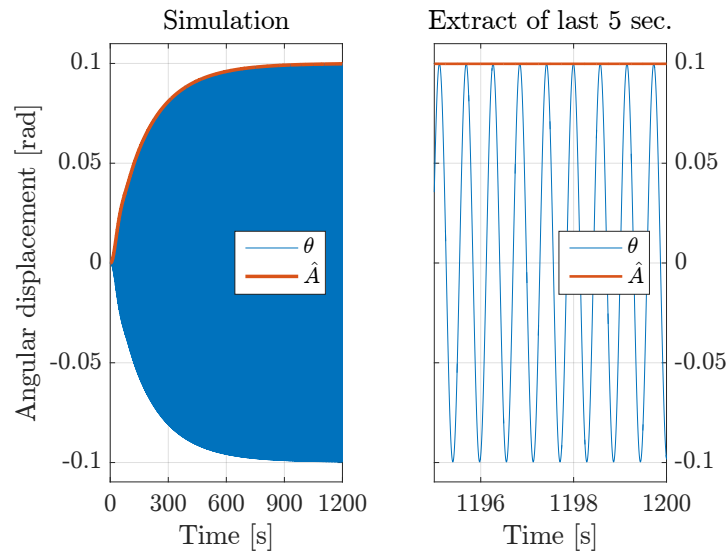 Simulation
Angular displacement [rad]
0.1
0.05
0
-0.05
-0.1
θ
Â
0
300
600
900
1200
Time [s]
Extract of last 5 sec.
0.1
0.05
0
-0.05
-0.1
θ
Â
1196
1198
1200
Time [s]